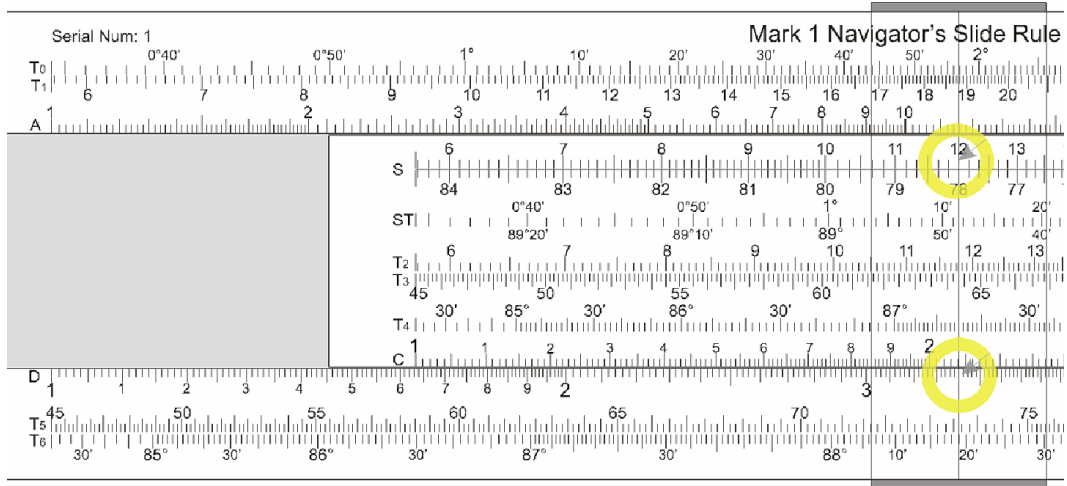 Serial Num: 1
Mark 1 Navigator's Slide Rule
0°40' 0°50' 1° 10' 20' 30' 40' 50' 2°
T0
T1
6 7 8 9 10 11 12 13 14 15 16 17 18 19 20
A 1 2 3 4 5 6 7 8 9 10
6 7 8 9 10 11 12 13
S
84 83 82 81 80 79 78 77
0°40' 0°50' 1° 10' 20'
ST
89°20' 89°10' 89° 50' 40'
6 7 8 9 10 11 12 13
T2
T3
45 50 55 60 65
30' 85° 30' 86° 30' 87° 30'
T4
1 1 2 3 4 5 6 7 8 9 2
C
D
1 1 2 3 4 5 6 7 8 9 2 3
45 50 55 60 65 70 75
T5
T6
30' 85° 30' 86° 30' 87° 30' 88° 10' 20' 30'